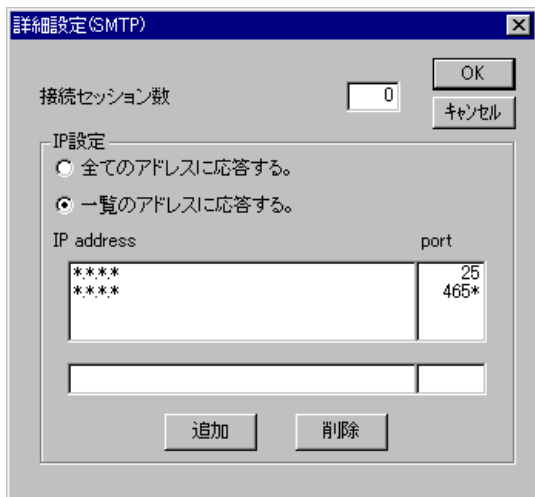 詳細設定(SMTP)
OK
接続セッション数 0
キャンセル
IP設定
全てのアドレスに応答する。
一覧のアドレスに応答する。
IP address port
*.*.*.* 25
*.*.*.* 465*
追加 削除